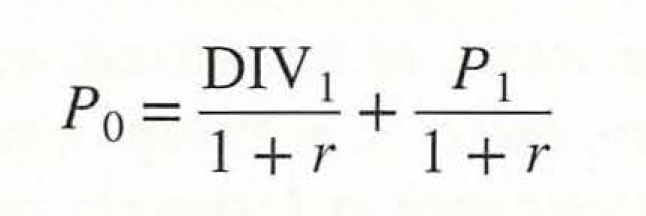 P₀ = DIV₁ / (1 + r) + P₁ / (1 + r)